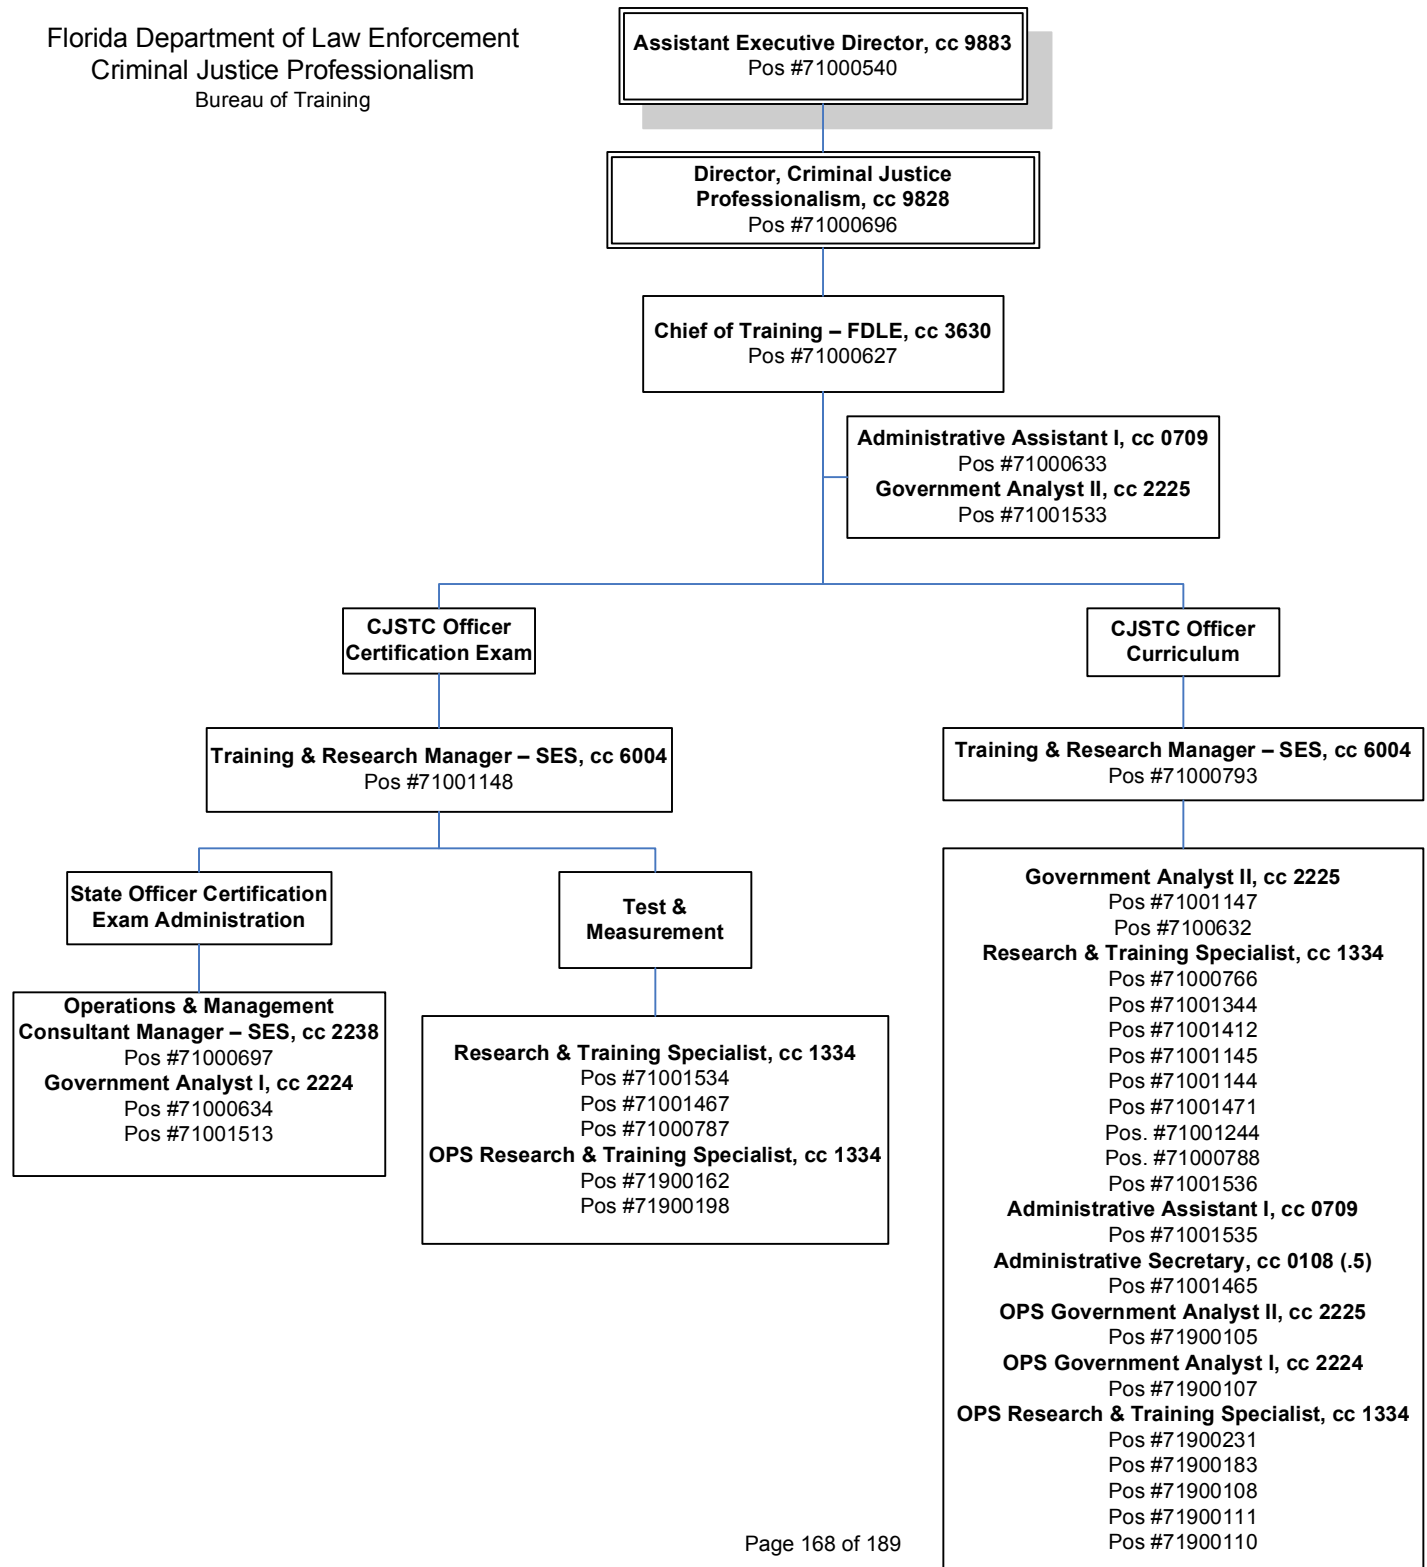 Florida Department of Law Enforcement
Criminal Justice Professionalism
Bureau of Training
Assistant Executive Director, cc 9883
Pos #71000540
Director, Criminal Justice
Professionalism, cc 9828
Pos #71000696
Chief of Training – FDLE, cc 3630
Pos #71000627
Administrative Assistant I, cc 0709
Pos #71000633
Government Analyst II, cc 2225
Pos #71001533
CJSTC Officer
Certification Exam
Training & Research Manager – SES, cc 6004
Pos #71001148
State Officer Certification
Exam Administration
Operations & Management
Consultant Manager – SES, cc 2238
Pos #71000697
Government Analyst I, cc 2224
Pos #71000634
Pos #71001513
Test &
Measurement
Research & Training Specialist, cc 1334
Pos #71001534
Pos #71001467
Pos #71000787
OPS Research & Training Specialist, cc 1334
Pos #71900162
Pos #71900198
CJSTC Officer
Curriculum
Training & Research Manager – SES, cc 6004
Pos #71000793
Government Analyst II, cc 2225
Pos #71001147
Pos #7100632
Research & Training Specialist, cc 1334
Pos #71000766
Pos #71001344
Pos #71001412
Pos #71001145
Pos #71001144
Pos #71001471
Pos. #71001244
Pos. #71000788
Pos #71001536
Administrative Assistant I, cc 0709
Pos #71001535
Administrative Secretary, cc 0108 (.5)
Pos #71001465
OPS Government Analyst II, cc 2225
Pos #71900105
OPS Government Analyst I, cc 2224
Pos #71900107
OPS Research & Training Specialist, cc 1334
Pos #71900231
Pos #71900183
Pos #71900108
Pos #71900111
Pos #71900110
Page 168 of 189